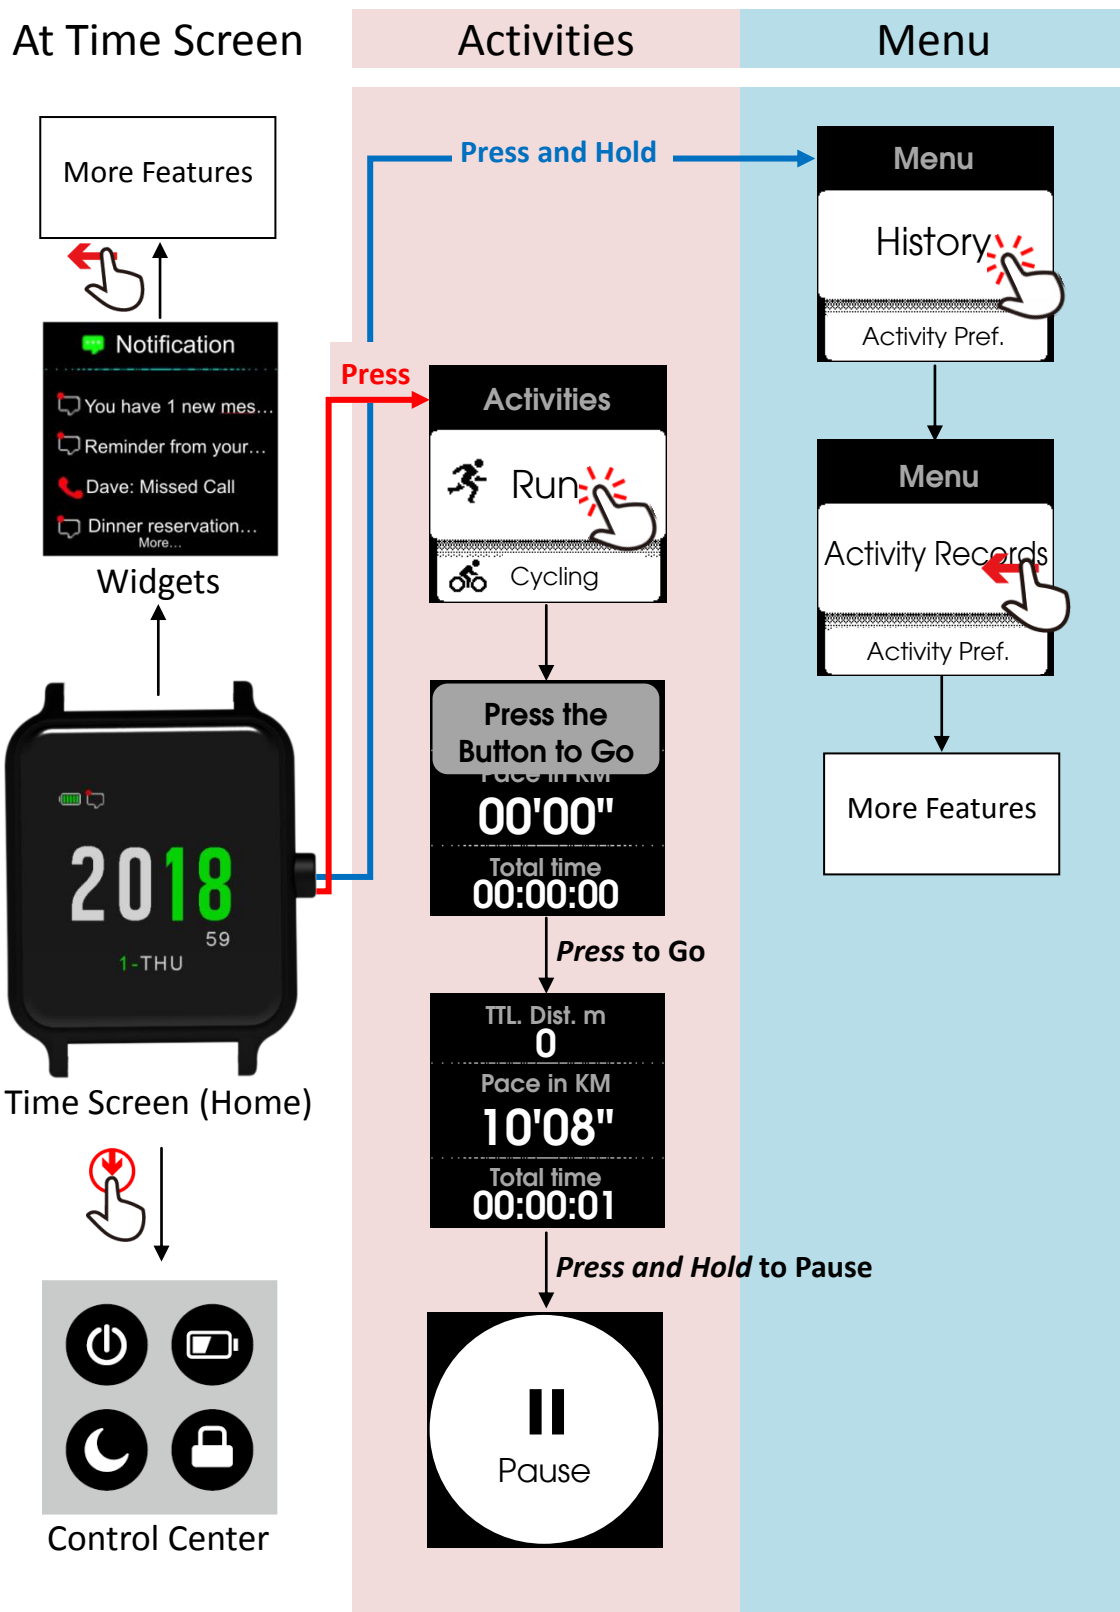 At Time Screen
Activities
Menu
More Features
Notification
You have 1 new mes...
Reminder from your...
Dave: Missed Call
Dinner reservation...
More...
Widgets
2018
59
1-THU
Time Screen (Home)
Control Center
Press and Hold
Press
Activities
Run
Cycling
Press the
Button to Go
Pace in KM
00'00"
Total time
00:00:00
Press to Go
TTL. Dist. m
0
Pace in KM
10'08"
Total time
00:00:01
Press and Hold to Pause
Pause
Menu
History
Activity Pref.
Menu
Activity Records
Activity Pref.
More Features